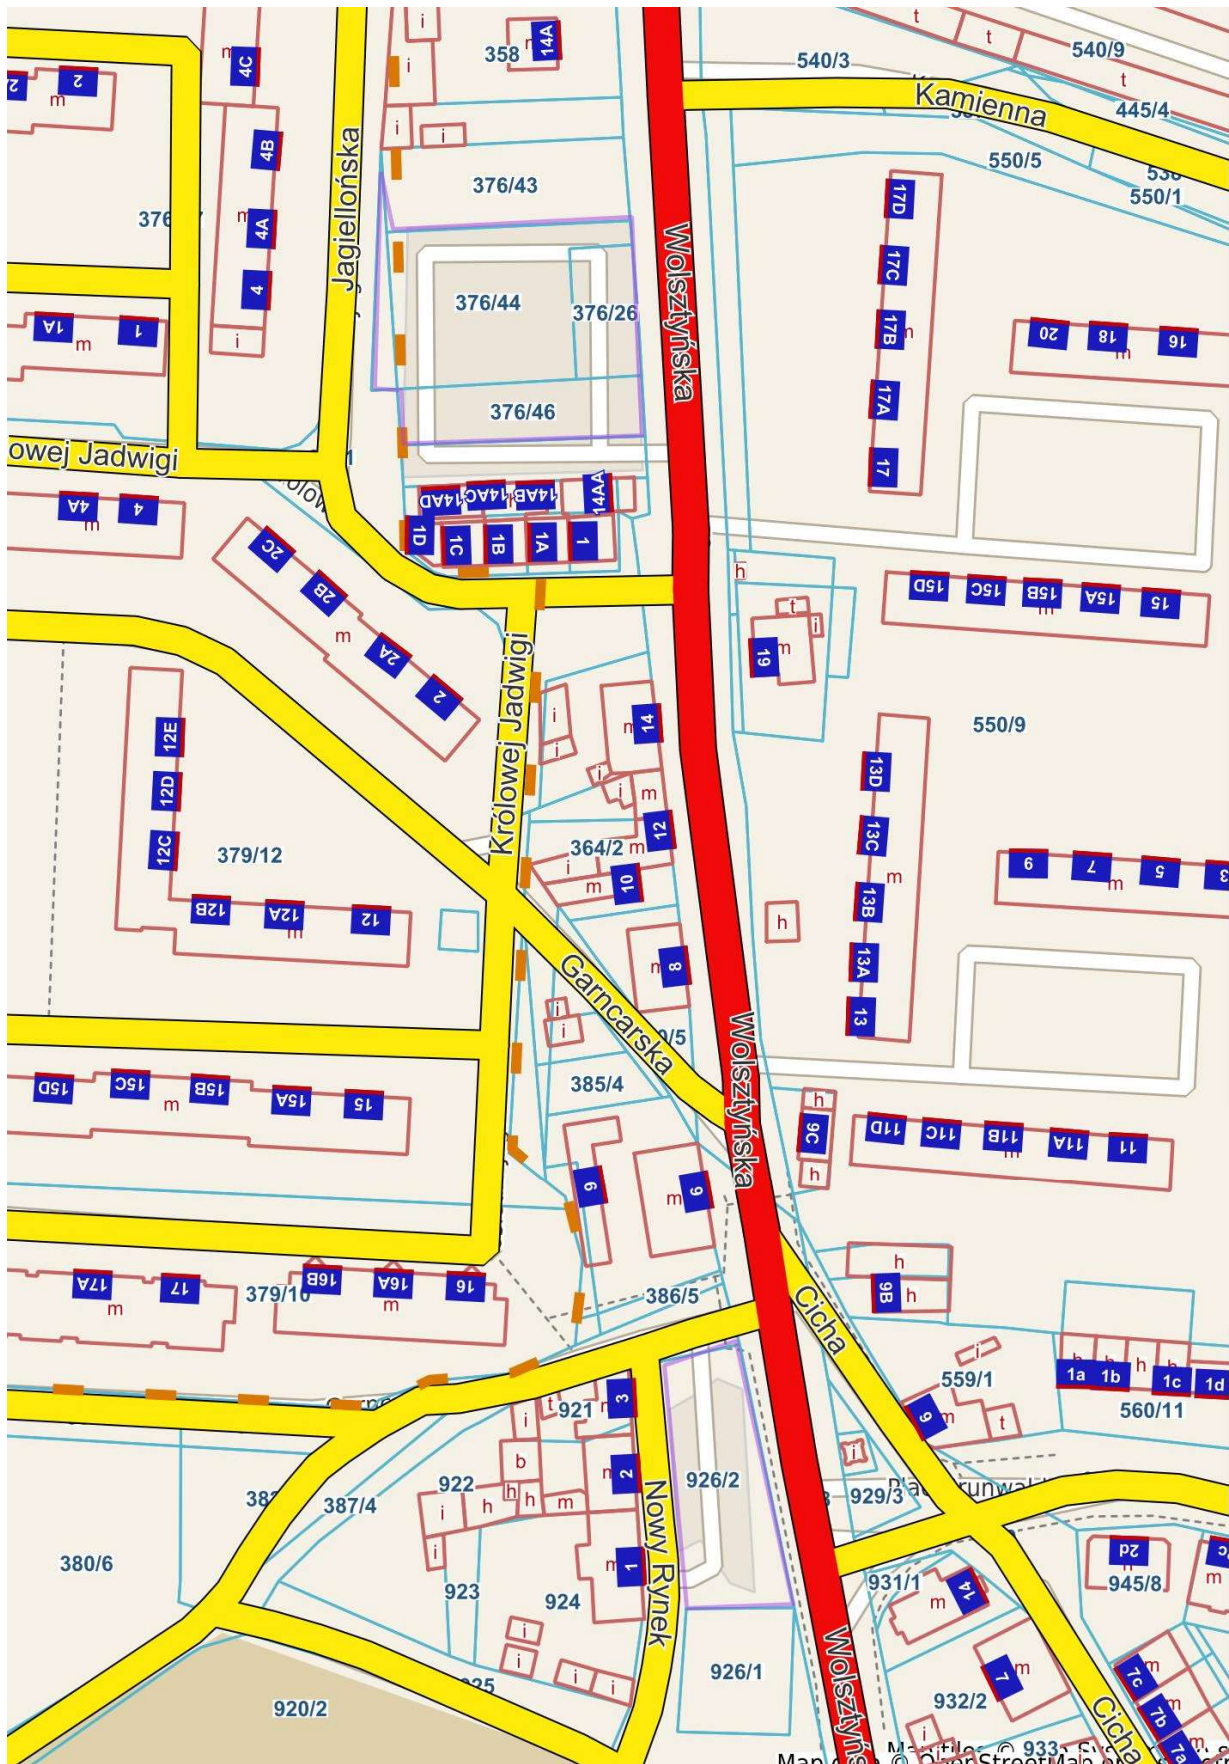 14A
358
i
i
4C
m
2
2
m
t
t
540/3
540/9
t
445/4
Kamienna
550/5
550/1
4B
i
i
376/43
Jagiellońska
17D
4A
m
4
Wolsztyńska
17C
376/44
376/26
1A
1
m
i
17B
m
20
18
16
m
376/46
17A
17
owej Jadwigi
4A
4
m
14AD
14AC
14AB
14AA
1D
1C
1B
1A
1
2C
2B
m
2A
2
h
15D
15C
15B
15A
15
m
t
i
19
m
Królowej Jadwigi
i
i
14
550/9
12E
12D
12C
13D
i
i
m
12
m
13C
379/12
364/2
i
m
10
m
13B
9
7
5
3
m
12B
12A
12
m
h
8
13A
13
Garncarska
i
i
385/4
Wolsztyńska
15D
15C
15B
15A
15
m
h
9C
h
11D
11C
11B
11A
11
m
9
m
9
17A
17
m
379/10
16B
16A
16
m
386/5
h
9B
h
Cicha
i
559/1
9
m
t
1a
1b
h
1c
1d
560/11
921
3
i
t
b
922
h
h
h
m
i
i
2
387/4
926/2
929/3
i
380/6
923
924
1
Nowy Rynek
931/1
14
m
2d
945/8
m
i
i
i
i
926/1
932/2
7
m
7c
m
7b
m
7a
920/2
Wolsztyńs
Cicha
i